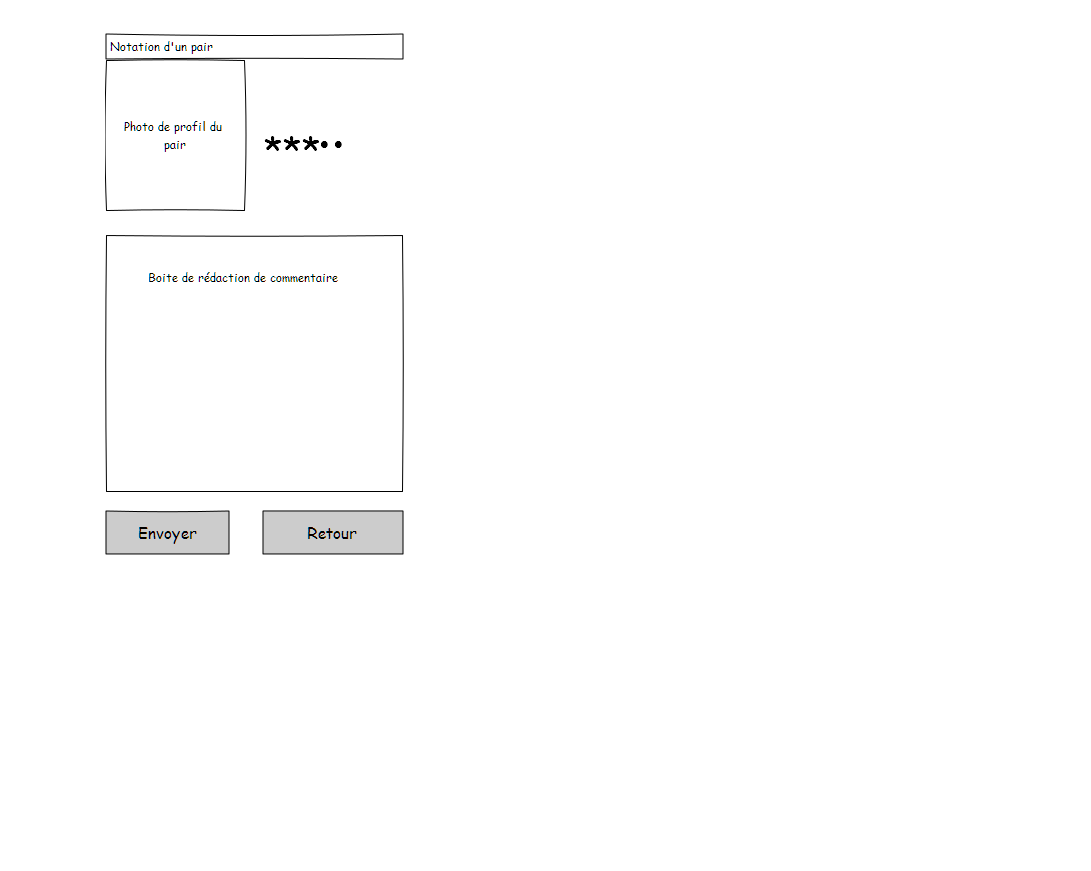 Notation d'un pair
Photo de profil du
pair
***••
Boite de rédaction de commentaire
Envoyer
Retour